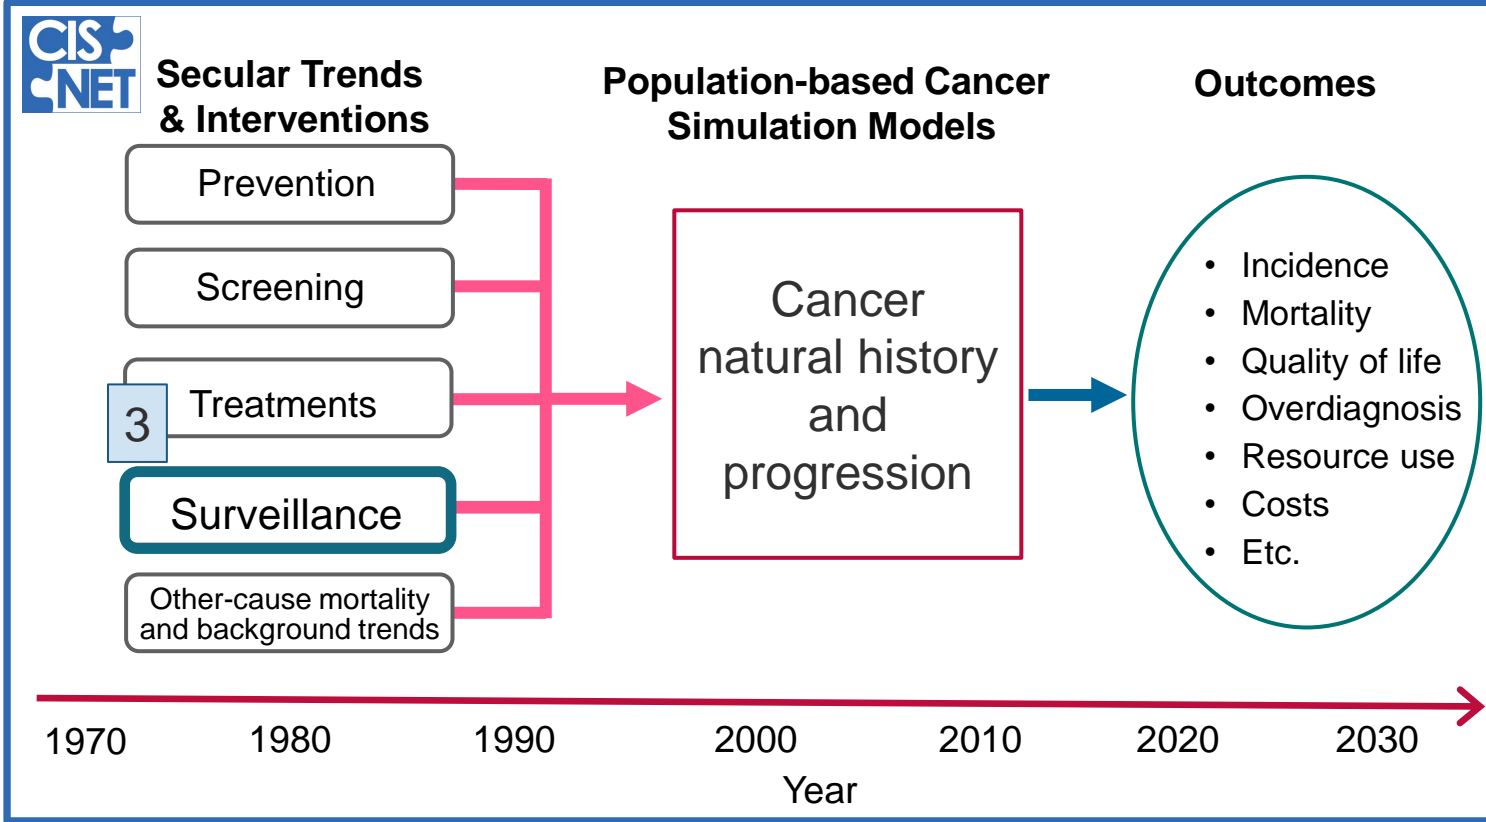 CIS
NET
Secular Trends
& Interventions
Population-based Cancer
Simulation Models
Outcomes
Prevention
Screening
Treatments
3
Surveillance
Other-cause mortality
and background trends
Cancer
natural history
and
progression
• Incidence
• Mortality
• Quality of life
• Overdiagnosis
• Resource use
• Costs
• Etc.
1970 1980 1990 2000 2010 2020 2030
Year